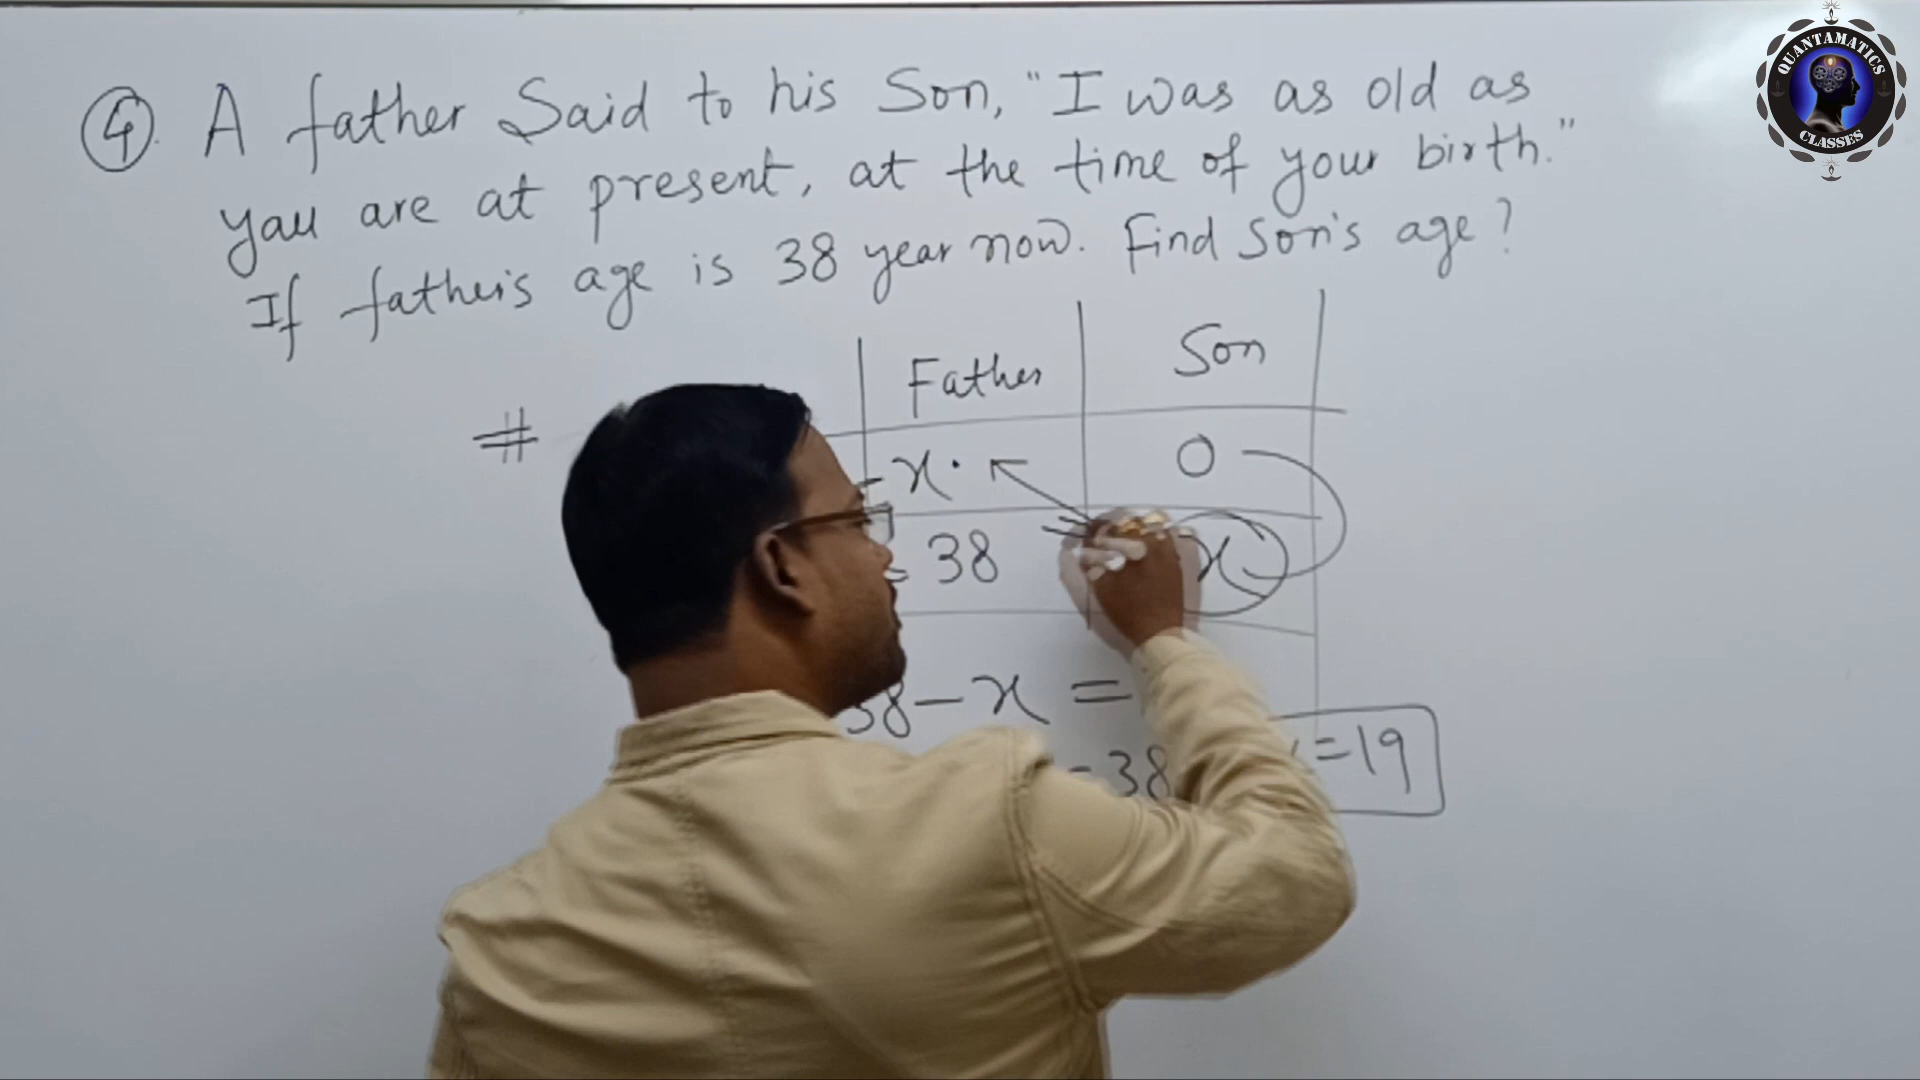 4. A father Said to his Son, "I was as old as
you are at present, at the time of your birth."
If father's age is 38 year now. Find Son's age?
Father Son
#
- x. 0
= 38 x
38 - x =
= 38
= 19
QUANTAMATICS
CLASSES